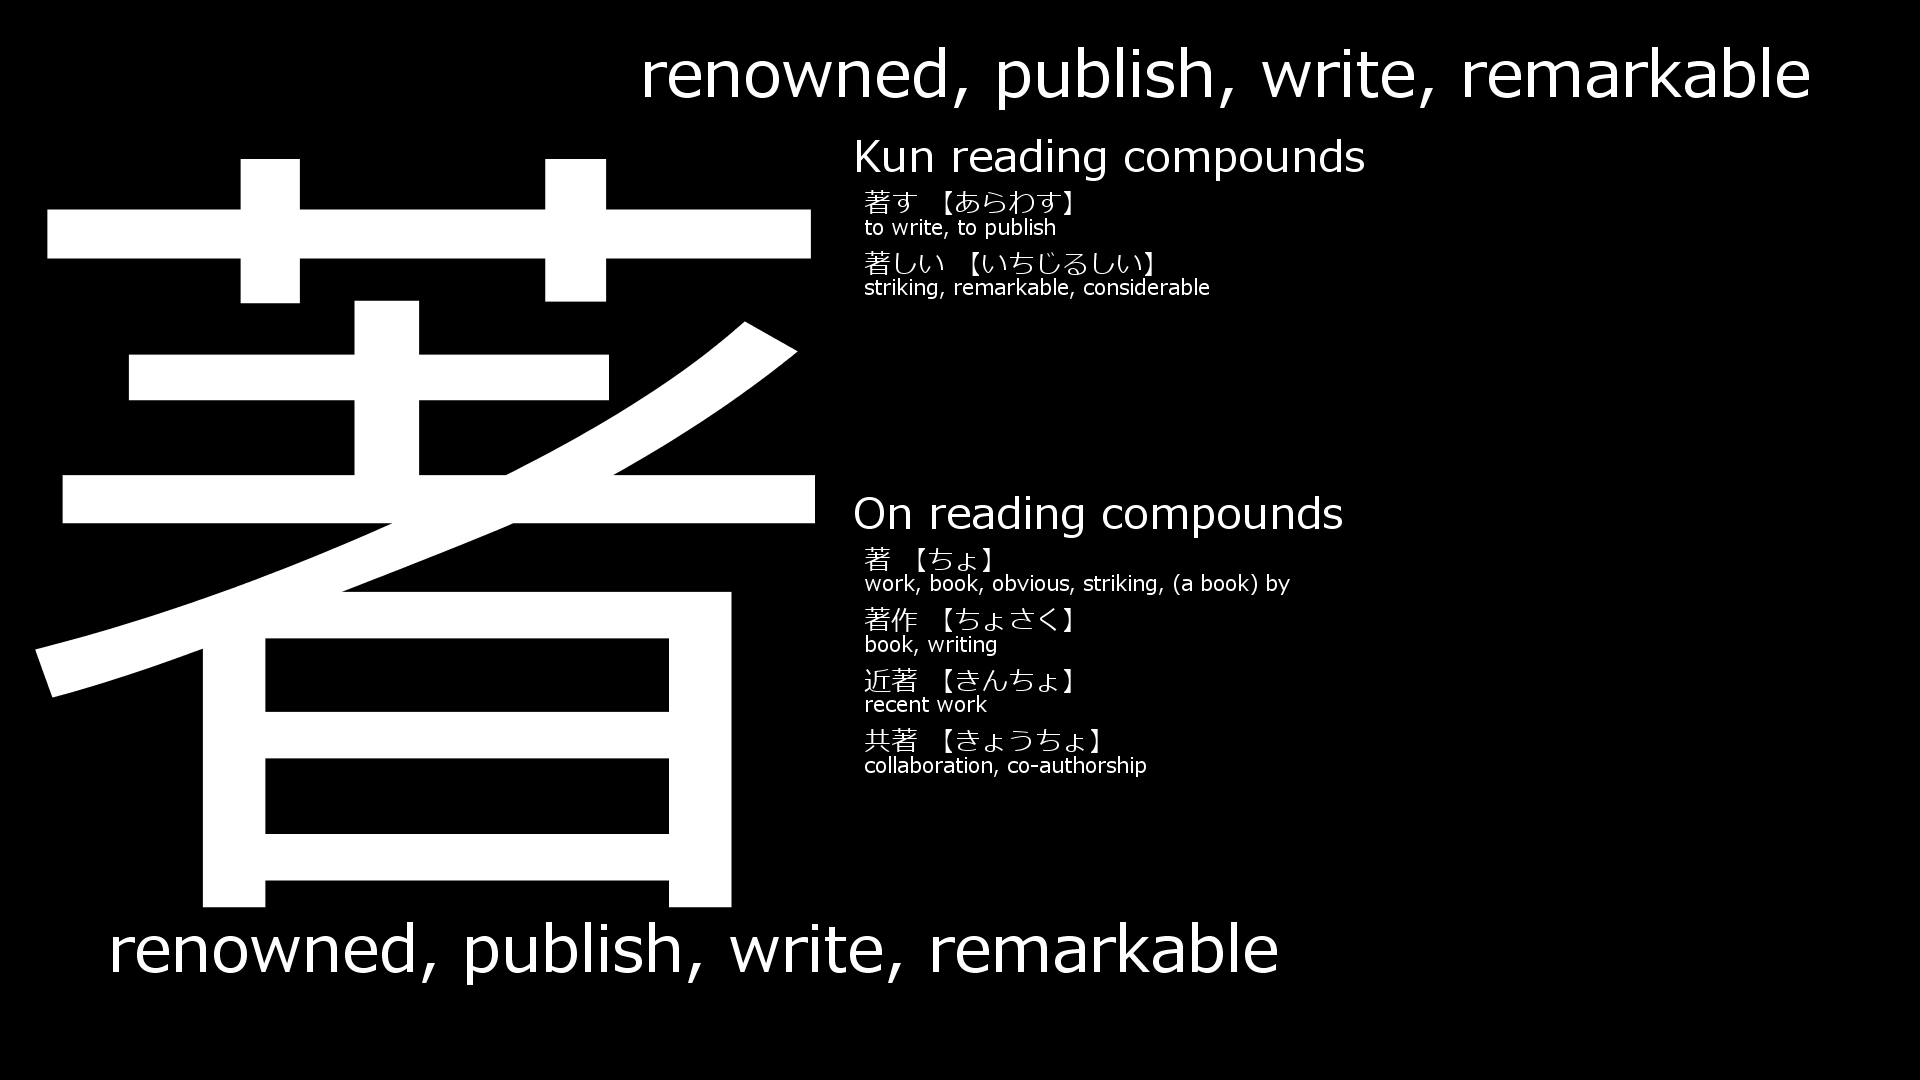 renowned, publish, write, remarkable
著
Kun reading compounds
著す 【あらわす】
to write, to publish
著しい 【いちじるしい】
striking, remarkable, considerable
On reading compounds
著 【ちょ】
work, book, obvious, striking, (a book) by
著作 【ちょさく】
book, writing
近著 【きんちょ】
recent work
共著 【きょうちょ】
collaboration, co-authorship
renowned, publish, write, remarkable